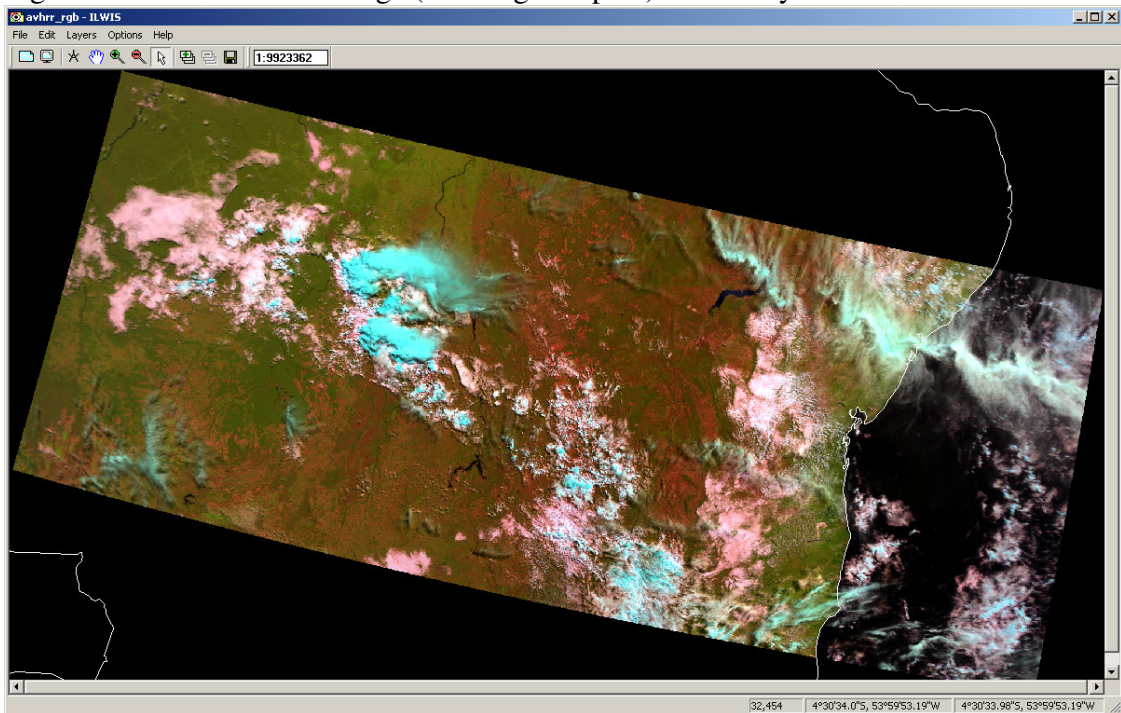 avhrr_rgb - ILWIS
File Edit Layers Options Help
1:9923362
32,454 4°30'34.0"S, 53°59'53.19"W 4°30'33.98"S, 53°59'53.19"W